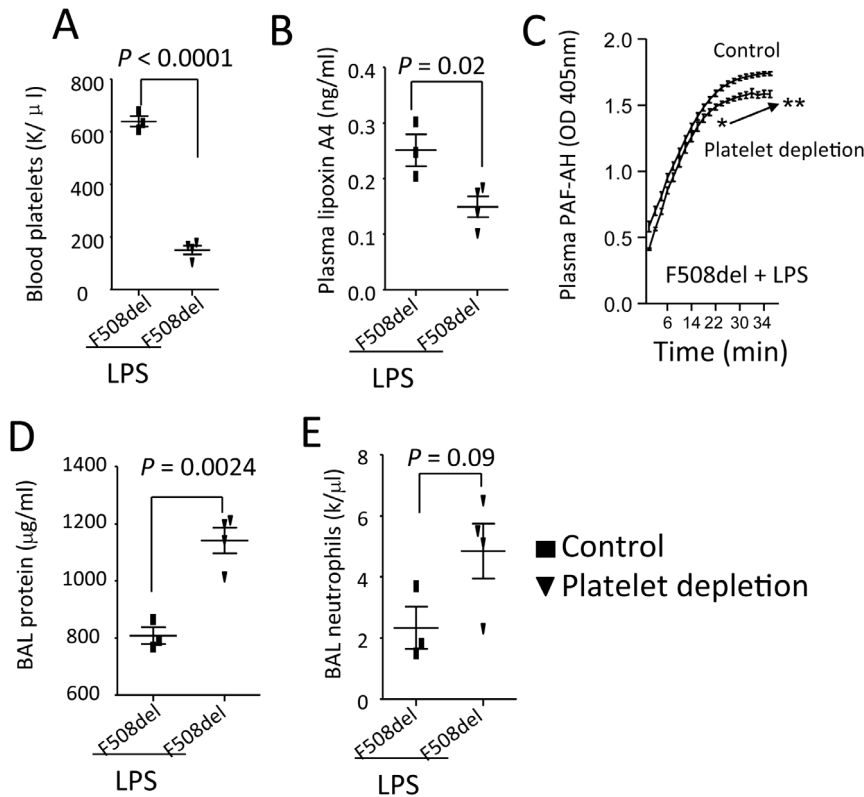 A
P < 0.0001
Blood platelets (K/ μ l)
800
600
400
200
0
F508del
F508del
LPS
B
P = 0.02
Plasma lipoxin A4 (ng/ml)
0.4
0.3
0.2
0.1
0.0
F508del
F508del
LPS
C
Plasma PAF-AH (OD 405nm)
2.0
1.5
1.0
0.5
0.0
Control
* **
Platelet depletion
F508del + LPS
6 14 22 30 34
Time (min)
D
P = 0.0024
BAL protein (μg/ml)
1400
1200
1000
800
600
F508del
F508del
LPS
E
P = 0.09
BAL neutrophils (k/μl)
8
6
4
2
0
F508del
F508del
LPS
Control
Platelet depletion